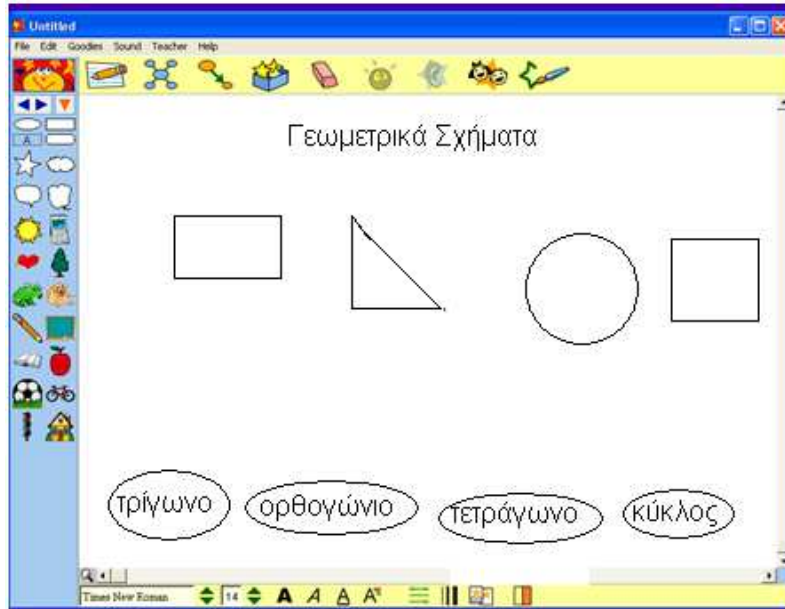 Untitled
File Edit Goodies Sound Teacher Help
Γεωμετρικά Σχήματα
A
τρίγωνο ορθογώνιο τετράγωνο κύκλος
Times New Roman 14 A A A A